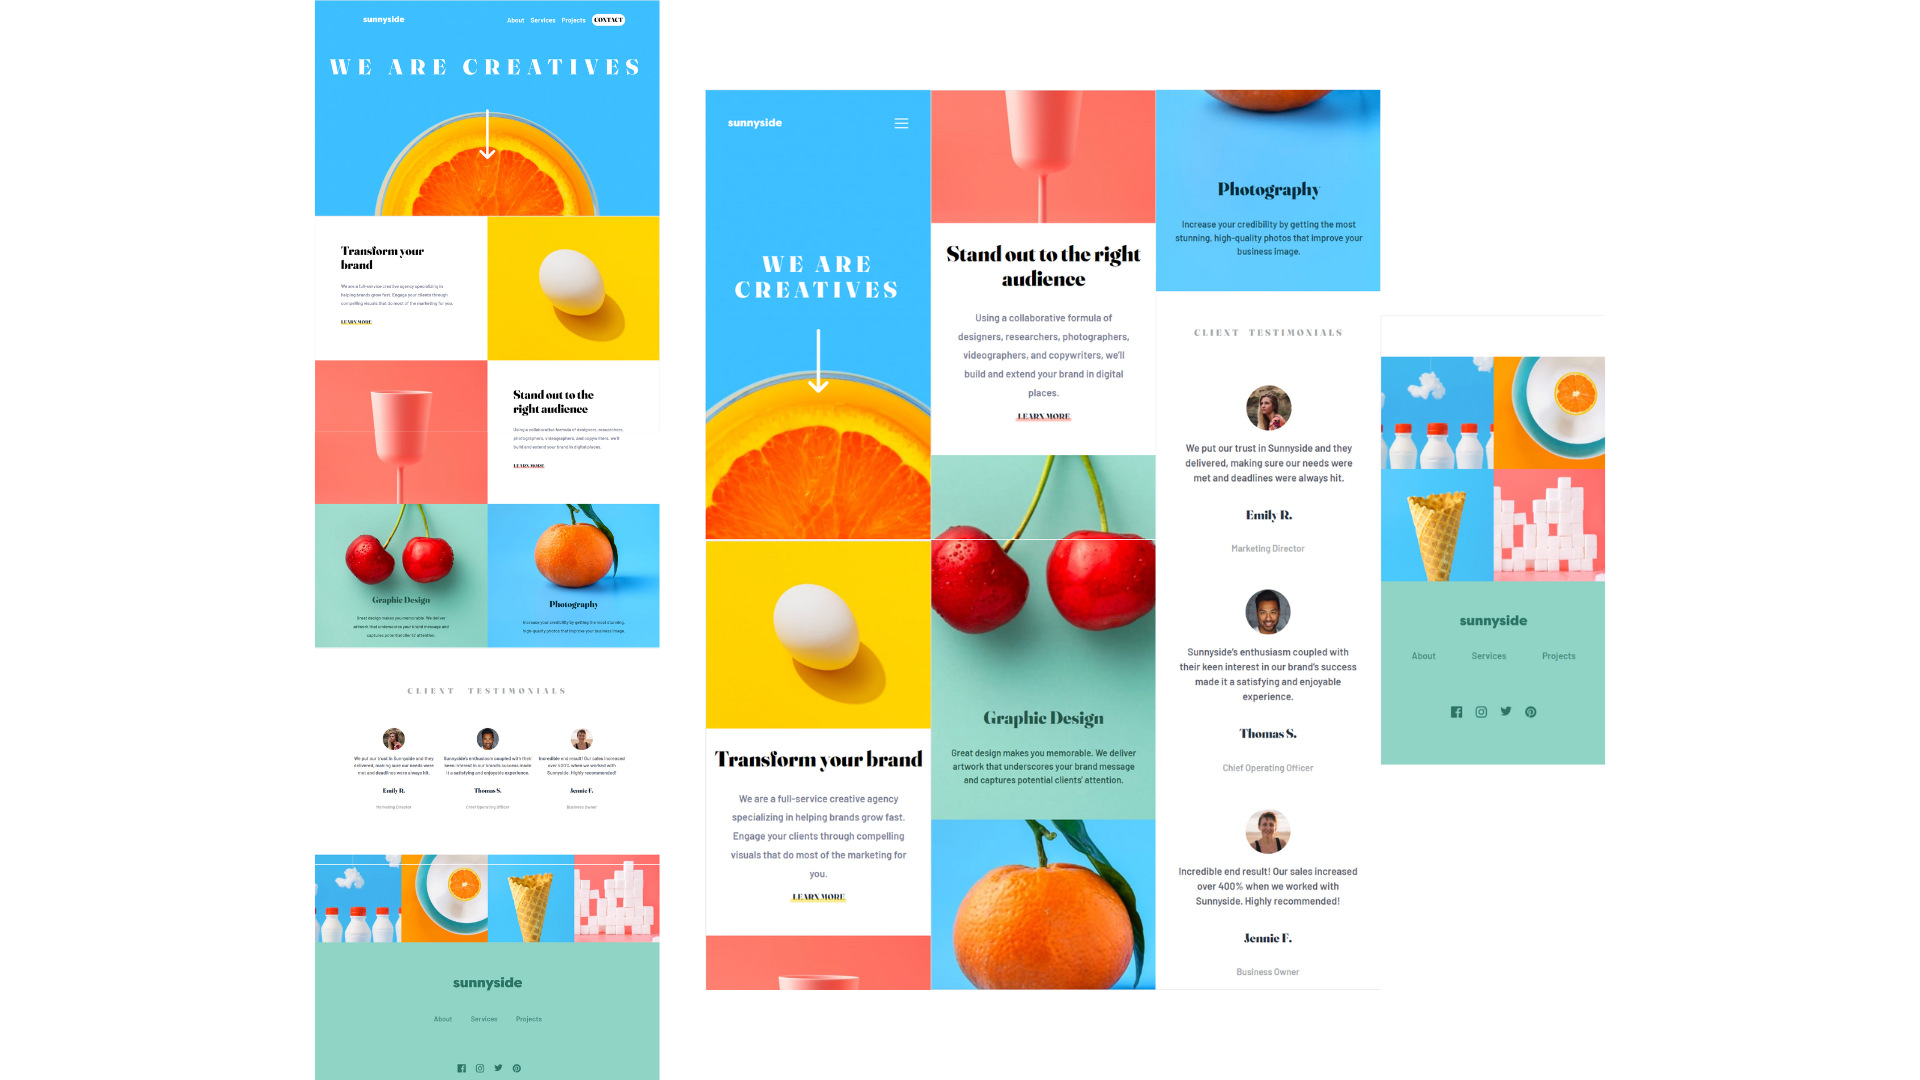 sunnyside
About Services Projects CONTACT
WE ARE CREATIVES
Transform your
brand
We are a full-service creative agency specializing in
helping brands grow fast. Engage your clients through
compelling visuals that do most of the marketing for you.
LEARN MORE
Stand out to the
right audience
Using a collaborative formula of designers, researchers,
photographers, videographers, and copywriters, we'll
build and extend your brand in digital places.
LEARN MORE
Graphic Design
Great design makes you memorable. We deliver
artwork that underscores your brand message and
captures potential clients' attention.
Photography
Increase your credibility by getting the most stunning,
high-quality photos that improve your business image.
CLIENT TESTIMONIALS
We put our trust in Sunnyside and they
delivered, making sure our needs were
met and deadlines were always hit.
Emily R.
Marketing Director
Sunnyside's enthusiasm coupled with their
keen interest in our brand's success made
it a satisfying and enjoyable experience.
Thomas S.
Chief Operating Officer
Incredible end result! Our sales increased
over 400% when we worked with
Sunnyside. Highly recommended!
Jennie F.
Business Owner
sunnyside
About Services Projects
sunnyside
WE ARE
CREATIVES
Transform your brand
We are a full-service creative agency
specializing in helping brands grow fast.
Engage your clients through compelling
visuals that do most of the marketing for
you.
LEARN MORE
Stand out to the right
audience
Using a collaborative formula of
designers, researchers, photographers,
videographers, and copywriters, we'll
build and extend your brand in digital
places.
LEARN MORE
Graphic Design
Great design makes you memorable. We deliver
artwork that underscores your brand message
and captures potential clients' attention.
Photography
Increase your credibility by getting the most
stunning, high-quality photos that improve your
business image.
CLIENT TESTIMONIALS
We put our trust in Sunnyside and they
delivered, making sure our needs were
met and deadlines were always hit.
Emily R.
Marketing Director
Sunnyside's enthusiasm coupled with
their keen interest in our brand's success
made it a satisfying and enjoyable
experience.
Thomas S.
Chief Operating Officer
Incredible end result! Our sales increased
over 400% when we worked with
Sunnyside. Highly recommended!
Jennie F.
Business Owner
sunnyside
About Services Projects